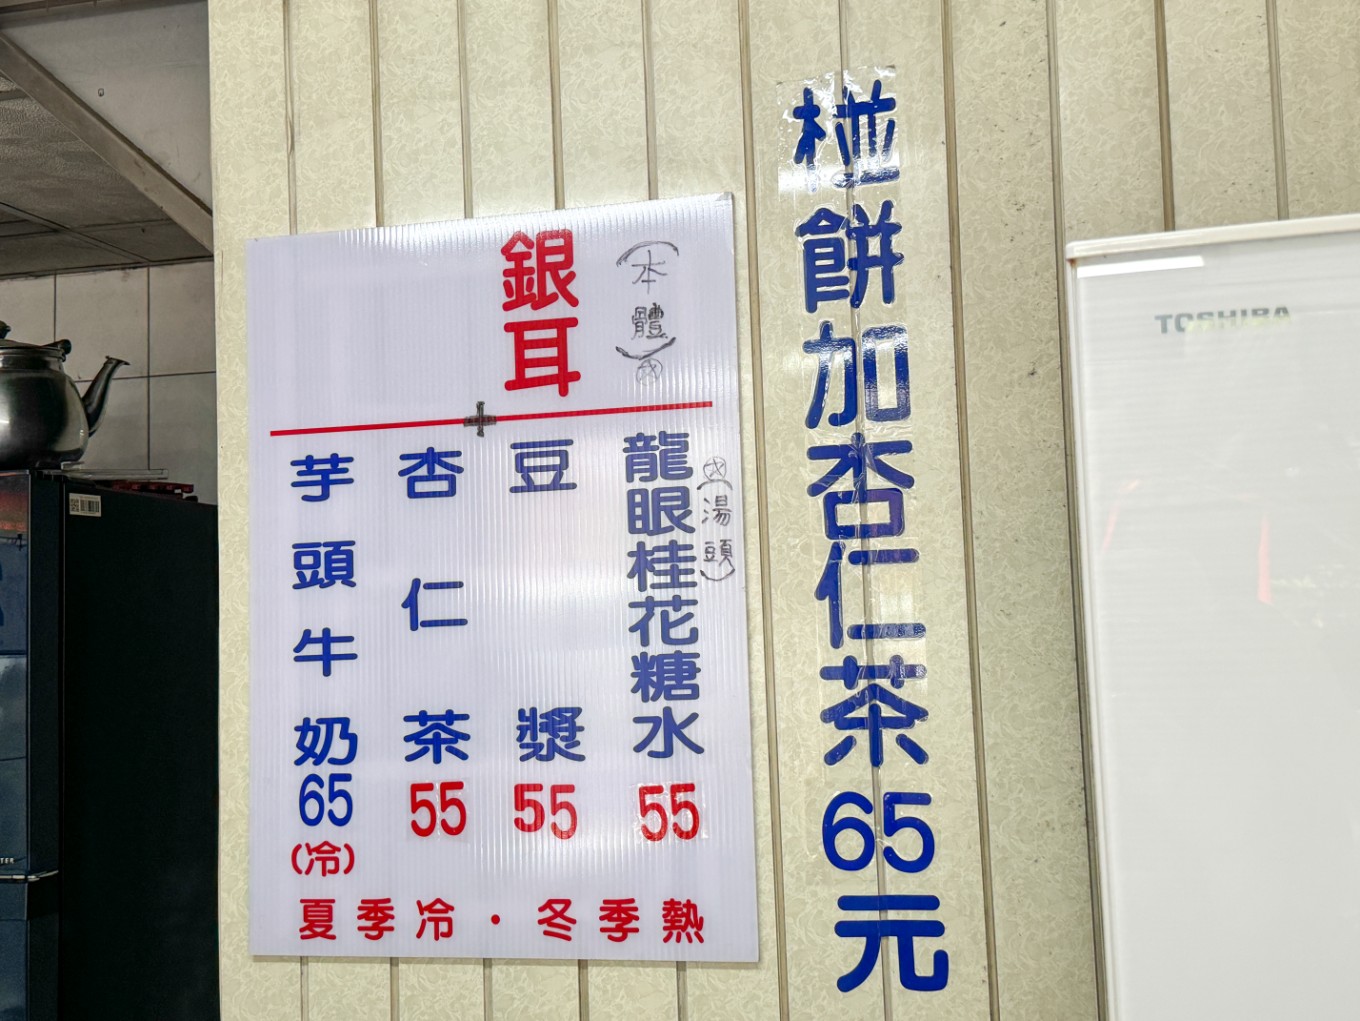 椪餅加杏仁茶65元
銀耳
(本體)
+
龍眼桂花糖水
55
(湯頭)
豆漿
55
杏仁茶
55
芋頭牛奶
65
(冷)
夏季冷・冬季熱
TOSHIBA